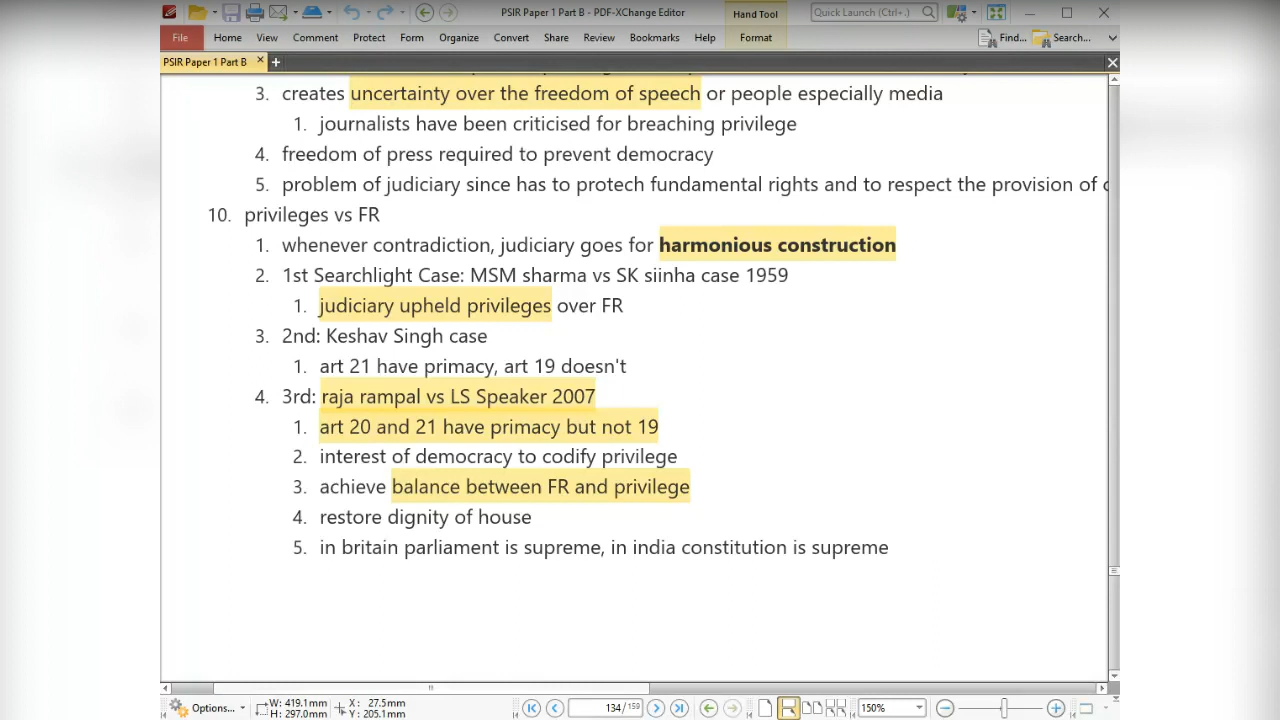 PSIR Paper 1 Part B - PDF-XChange Editor
Hand Tool
Quick Launch (Ctrl+.)
File Home View Comment Protect Form Organize Convert Share Review Bookmarks Help Format Find... Search...
PSIR Paper 1 Part B
3. creates uncertainty over the freedom of speech or people especially media
1. journalists have been criticised for breaching privilege
4. freedom of press required to prevent democracy
5. problem of judiciary since has to protech fundamental rights and to respect the provision of
10. privileges vs FR
1. whenever contradiction, judiciary goes for harmonious construction
2. 1st Searchlight Case: MSM sharma vs SK siinha case 1959
1. judiciary upheld privileges over FR
3. 2nd: Keshav Singh case
1. art 21 have primacy, art 19 doesn't
4. 3rd: raja rampal vs LS Speaker 2007
1. art 20 and 21 have primacy but not 19
2. interest of democracy to codify privilege
3. achieve balance between FR and privilege
4. restore dignity of house
5. in britain parliament is supreme, in india constitution is supreme
Options...
W: 419.1mm
H: 297.0mm
X: 27.5mm
Y: 205.1mm
134 / 159
150%